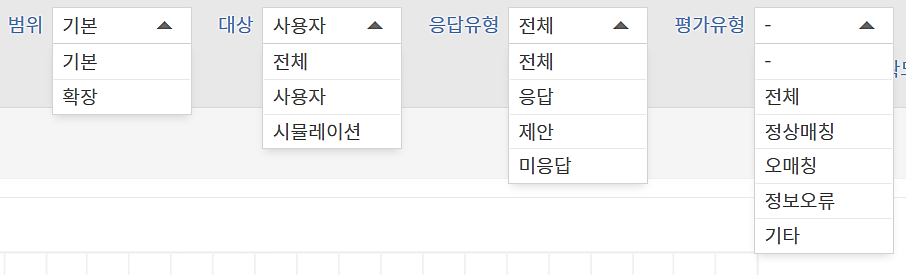 범위 기본 대상 사용자 응답유형 전체 평가유형 -
기본 전체 전체 -
확장 사용자 응답 전체
시뮬레이션 제안 정상매칭
미응답 오매칭
정보오류
기타